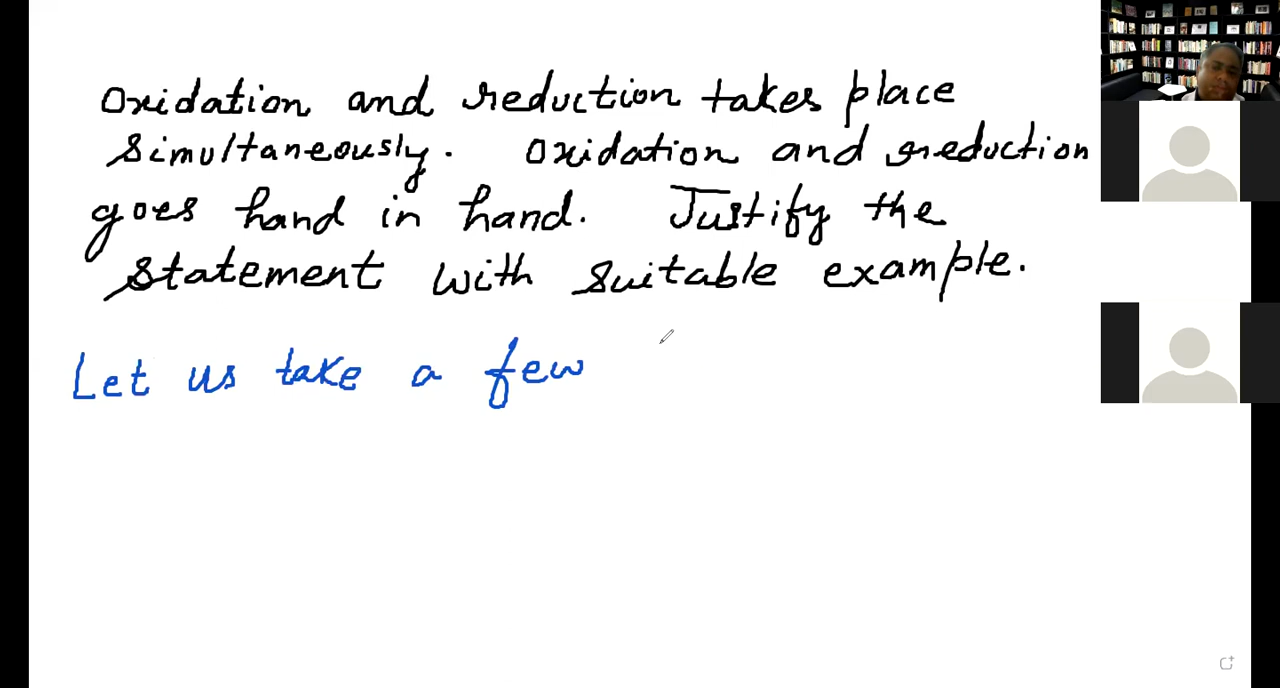 Oxidation and reduction takes place
simultaneously. Oxidation and reduction
goes hand in hand. Justify the
statement with suitable example.
Let us take a few